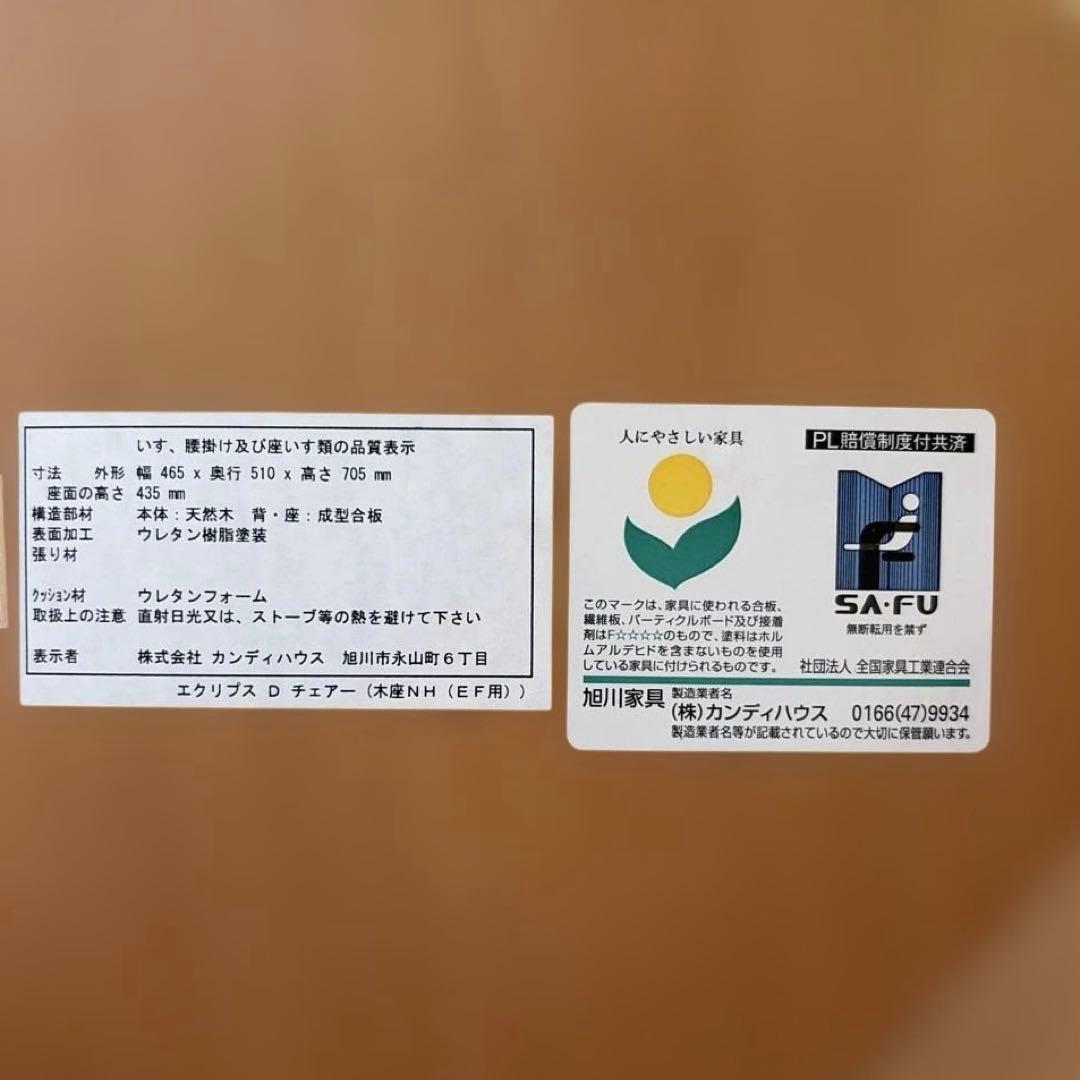 いす、腰掛け及び座いす類の品質表示
寸法　外形 幅 465 x 奥行 510 x 高さ 705 mm
座面の高さ 435 mm
構造部材　本体：天然木　背・座：成型合板
表面加工　ウレタン樹脂塗装
張り材
ｸｯｼｮﾝ材　ウレタンフォーム
取扱上の注意 直射日光又は、ストーブ等の熱を避けて下さい
表示者　株式会社 カンディハウス　旭川市永山町６丁目
エクリプス D チェアー（木座ＮＨ（ＥＦ用））
人にやさしい家具
このマークは、家具に使われる合板、
繊維板、パーティクルボード及び接着
剤はF☆☆☆☆のもので、塗料はホル
ムアルデヒドを含まないものを使用
している家具に付けられるものです。
PL賠償制度付共済
SA・FU
無断転用を禁ず
社団法人 全国家具工業連合会
旭川家具 製造業者名
(株)カンディハウス　0166(47)9934
製造業者名等が記載されているので大切に保管願います。